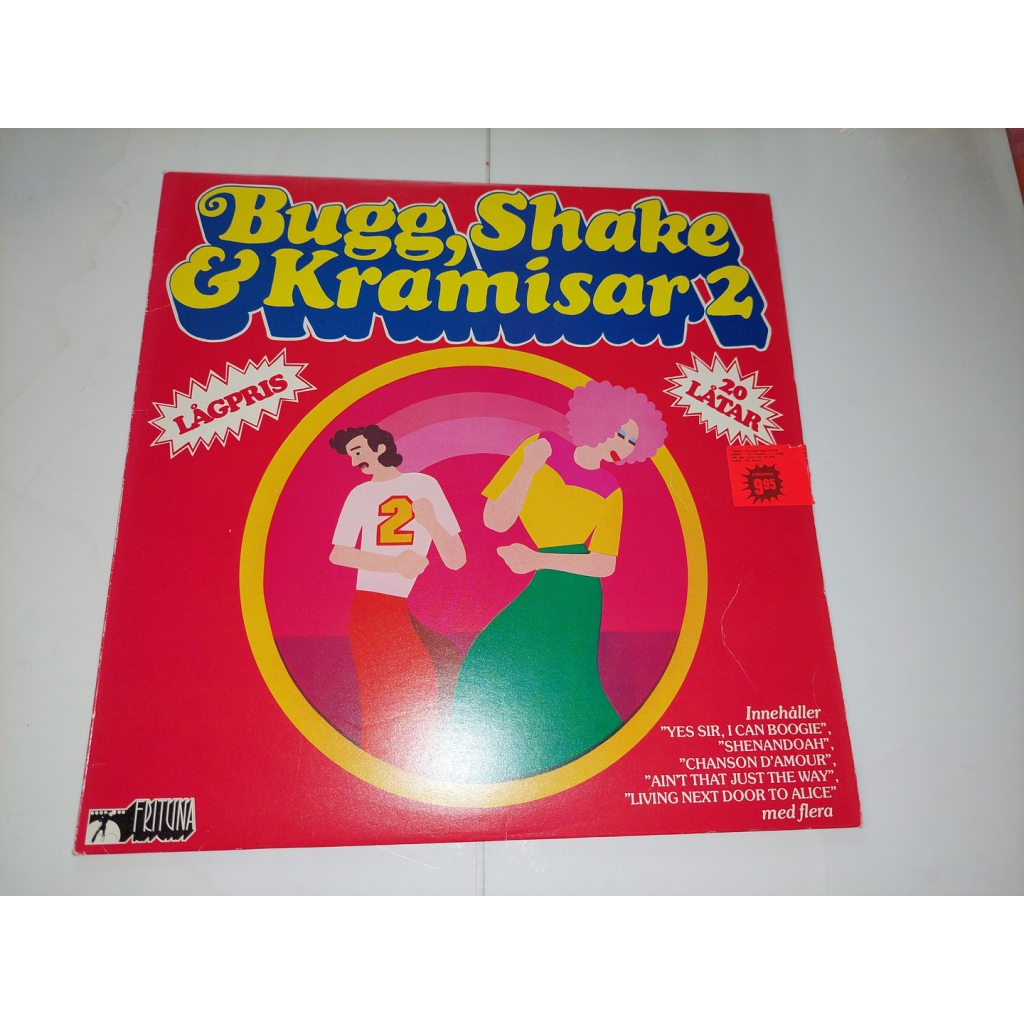 Bugg, Shake
& Kramisar 2
LÅGPRIS
20
LÅTAR
9.95
2
Innehåller
"YES SIR, I CAN BOOGIE",
"SHENANDOAH",
"CHANSON D'AMOUR",
"AIN'T THAT JUST THE WAY",
"LIVING NEXT DOOR TO ALICE"
med flera
FRITUNA